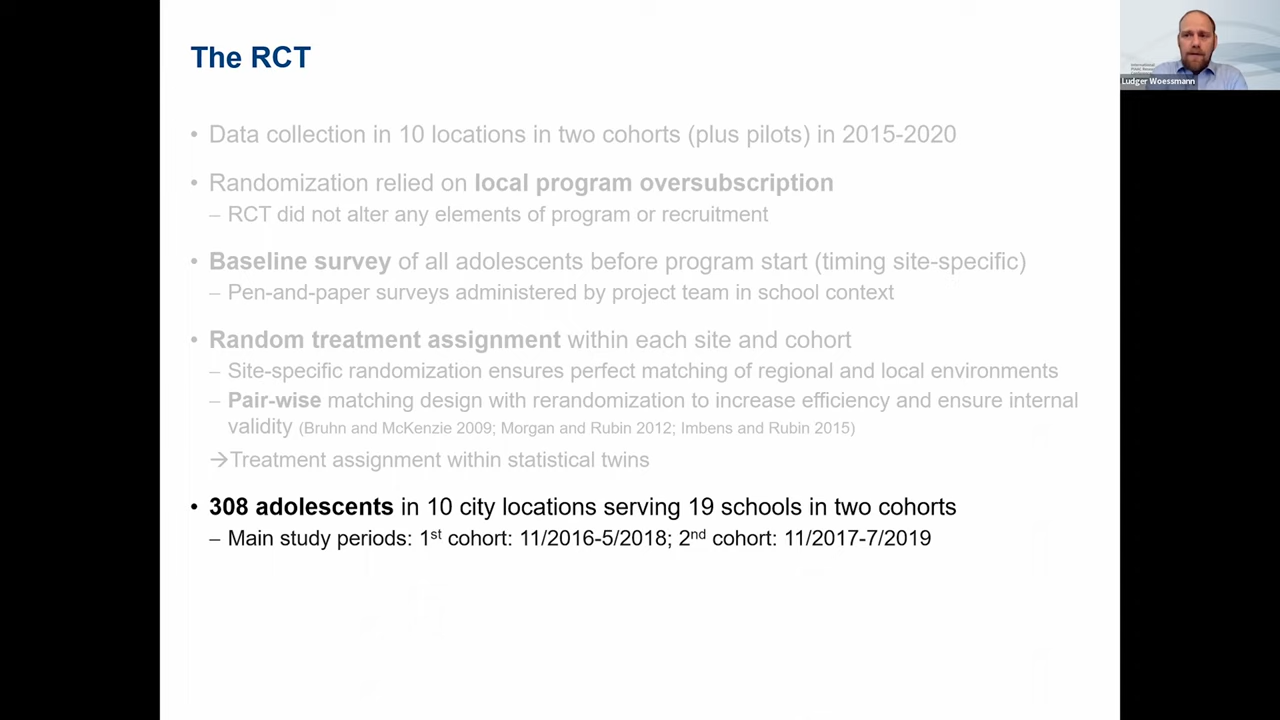 The RCT
• Data collection in 10 locations in two cohorts (plus pilots) in 2015-2020
• Randomization relied on local program oversubscription
– RCT did not alter any elements of program or recruitment
• Baseline survey of all adolescents before program start (timing site-specific)
– Pen-and-paper surveys administered by project team in school context
• Random treatment assignment within each site and cohort
– Site-specific randomization ensures perfect matching of regional and local environments
– Pair-wise matching design with rerandomization to increase efficiency and ensure internal
validity (Bruhn and McKenzie 2009; Morgan and Rubin 2012; Imbens and Rubin 2015)
→Treatment assignment within statistical twins
• 308 adolescents in 10 city locations serving 19 schools in two cohorts
– Main study periods: 1st cohort: 11/2016-5/2018; 2nd cohort: 11/2017-7/2019
Ludger Woessmann